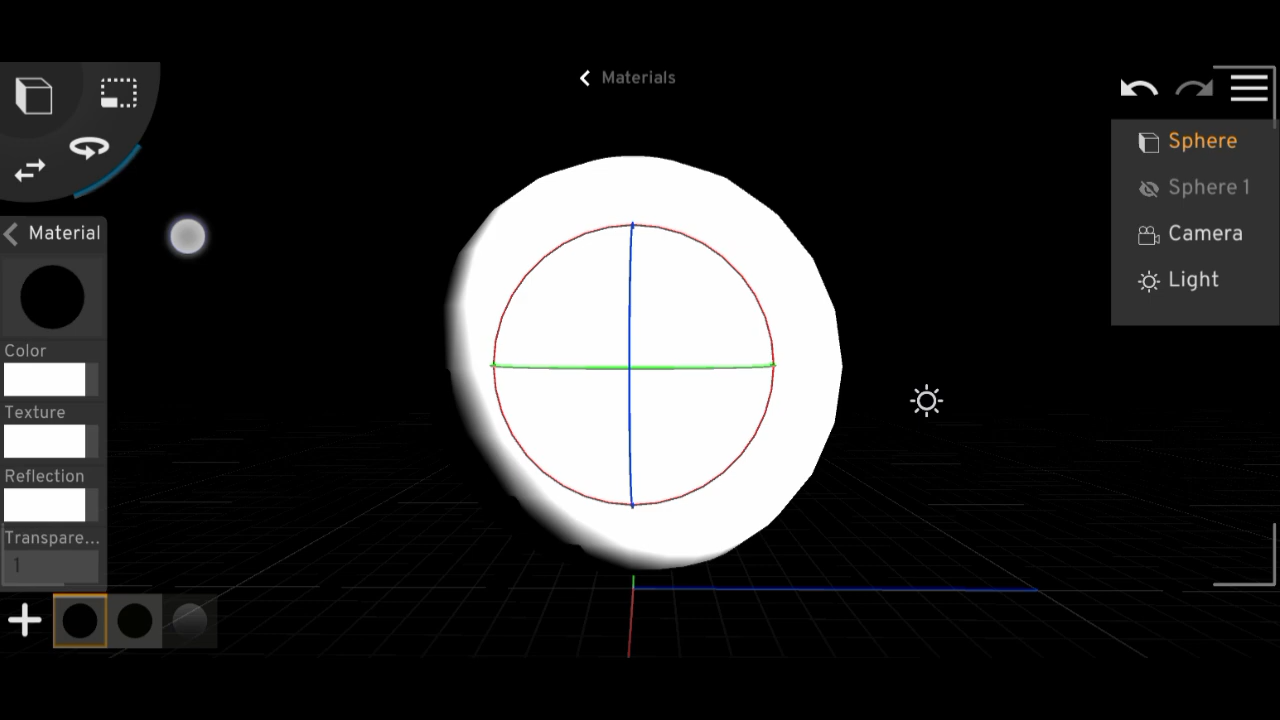 Materials
Sphere
Sphere 1
Camera
Light
Material
Color
Texture
Reflection
Transpare...
1